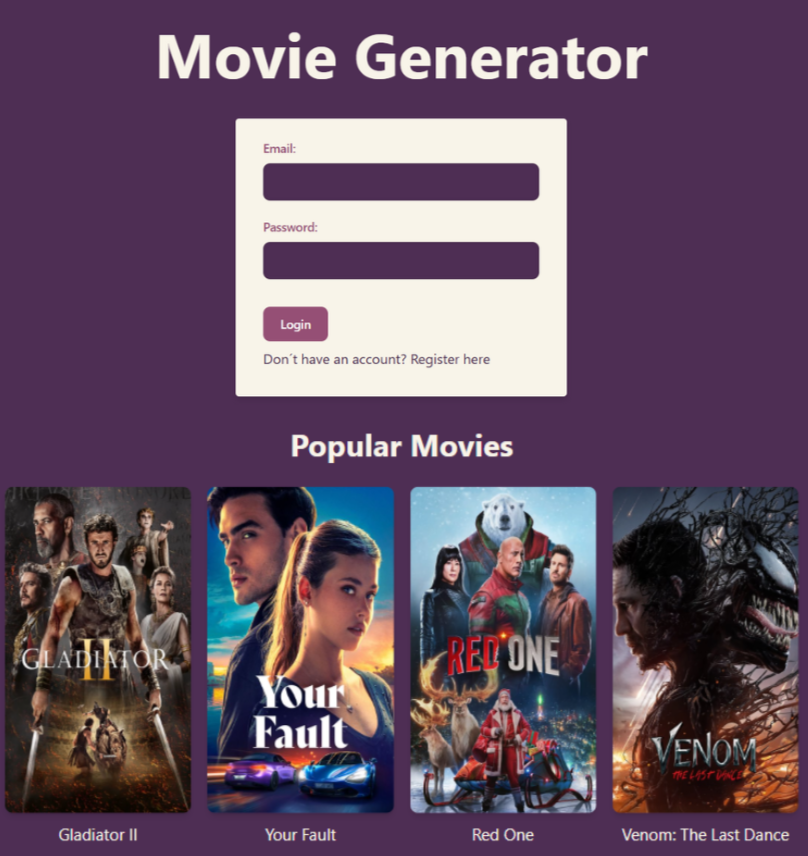 Movie Generator
Email:
Password:
Login
Don´t have an account? Register here
Popular Movies
GLADIATOR
II
Your
Fault
RED ONE
VENOM
THE LAST DANCE
Gladiator II
Your Fault
Red One
Venom: The Last Dance